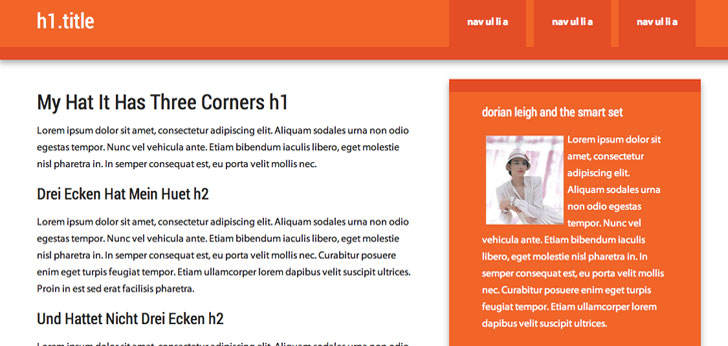 h1.title
nav ul li a
nav ul li a
nav ul li a
My Hat It Has Three Corners h1
Lorem ipsum dolor sit amet, consectetur adipiscing elit. Aliquam sodales urna non odio
egestas tempor. Nunc vel vehicula ante. Etiam bibendum iaculis libero, eget molestie
nisl pharetra in. In semper consequat est, eu porta velit mollis nec.
Drei Ecken Hat Mein Huet h2
Lorem ipsum dolor sit amet, consectetur adipiscing elit. Aliquam sodales urna non odio
egestas tempor. Nunc vel vehicula ante. Etiam bibendum iaculis libero, eget molestie
nisl pharetra in. In semper consequat est, eu porta velit mollis nec. Curabitur posuere
enim eget turpis feugiat tempor. Etiam ullamcorper lorem dapibus velit suscipit ultrices.
Proin in est sed erat facilisis pharetra.
Und Hattet Nicht Drei Ecken h2
dorian leigh and the smart set
Lorem ipsum dolor sit
amet, consectetur
adipiscing elit.
Aliquam sodales urna
non odio egestas
tempor. Nunc vel
vehicula ante. Etiam bibendum iaculis
libero, eget molestie nisl pharetra in. In
semper consequat est, eu porta velit mollis
nec. Curabitur posuere enim eget turpis
feugiat tempor. Etiam ullamcorper lorem
dapibus velit suscipit ultrices.